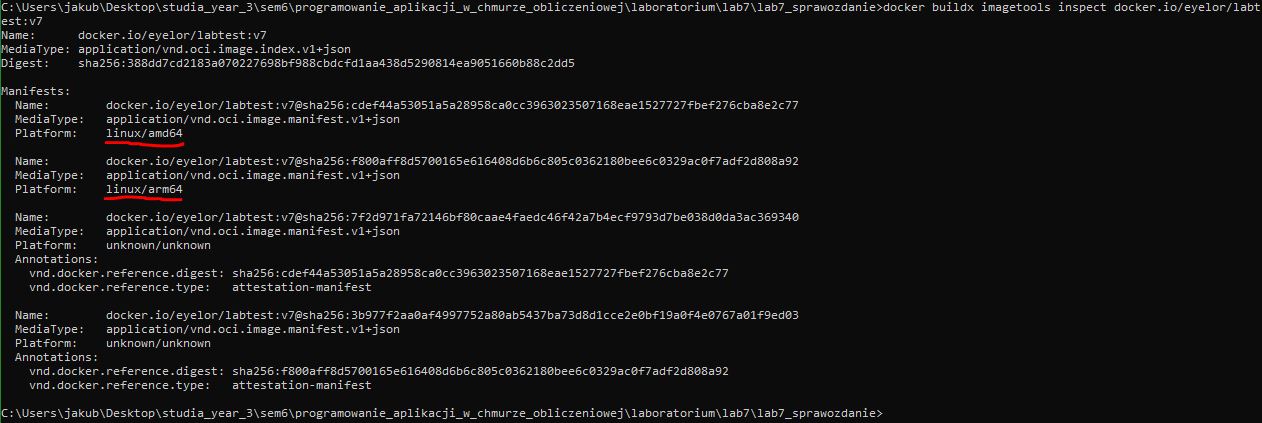 C:\Users\jakub\Desktop\studia_year_3\sem6\programowanie_aplikacji_w_chmurze_obliczeniowej\laboratorium\lab7\lab7_sprawozdanie>docker buildx imagetools inspect docker.io/eyelor/labt
est:v7
Name:      docker.io/eyelor/labtest:v7
MediaType: application/vnd.oci.image.index.v1+json
Digest:    sha256:388dd7cd2183a070227698bf988cbdcfd1aa438d5290814ea9051660b88c2dd5
Manifests:
  Name:        docker.io/eyelor/labtest:v7@sha256:cdef44a53051a5a28958ca0cc3963023507168eae1527727fbef276cba8e2c77
  MediaType:   application/vnd.oci.image.manifest.v1+json
  Platform:    linux/amd64
  Name:        docker.io/eyelor/labtest:v7@sha256:f800aff8d5700165e616408d6b6c805c0362180bee6c0329ac0f7adf2d808a92
  MediaType:   application/vnd.oci.image.manifest.v1+json
  Platform:    linux/arm64
  Name:        docker.io/eyelor/labtest:v7@sha256:7f2d971fa72146bf80caae4faedc46f42a7b4ecf9793d7be038d0da3ac369340
  MediaType:   application/vnd.oci.image.manifest.v1+json
  Platform:    unknown/unknown
  Annotations:
    vnd.docker.reference.digest: sha256:cdef44a53051a5a28958ca0cc3963023507168eae1527727fbef276cba8e2c77
    vnd.docker.reference.type:   attestation-manifest
  Name:        docker.io/eyelor/labtest:v7@sha256:3b977f2aa0af4997752a80ab5437ba73d8d1cce2e0bf19a0f4e0767a01f9ed03
  MediaType:   application/vnd.oci.image.manifest.v1+json
  Platform:    unknown/unknown
  Annotations:
    vnd.docker.reference.digest: sha256:f800aff8d5700165e616408d6b6c805c0362180bee6c0329ac0f7adf2d808a92
    vnd.docker.reference.type:   attestation-manifest
C:\Users\jakub\Desktop\studia_year_3\sem6\programowanie_aplikacji_w_chmurze_obliczeniowej\laboratorium\lab7\lab7_sprawozdanie>